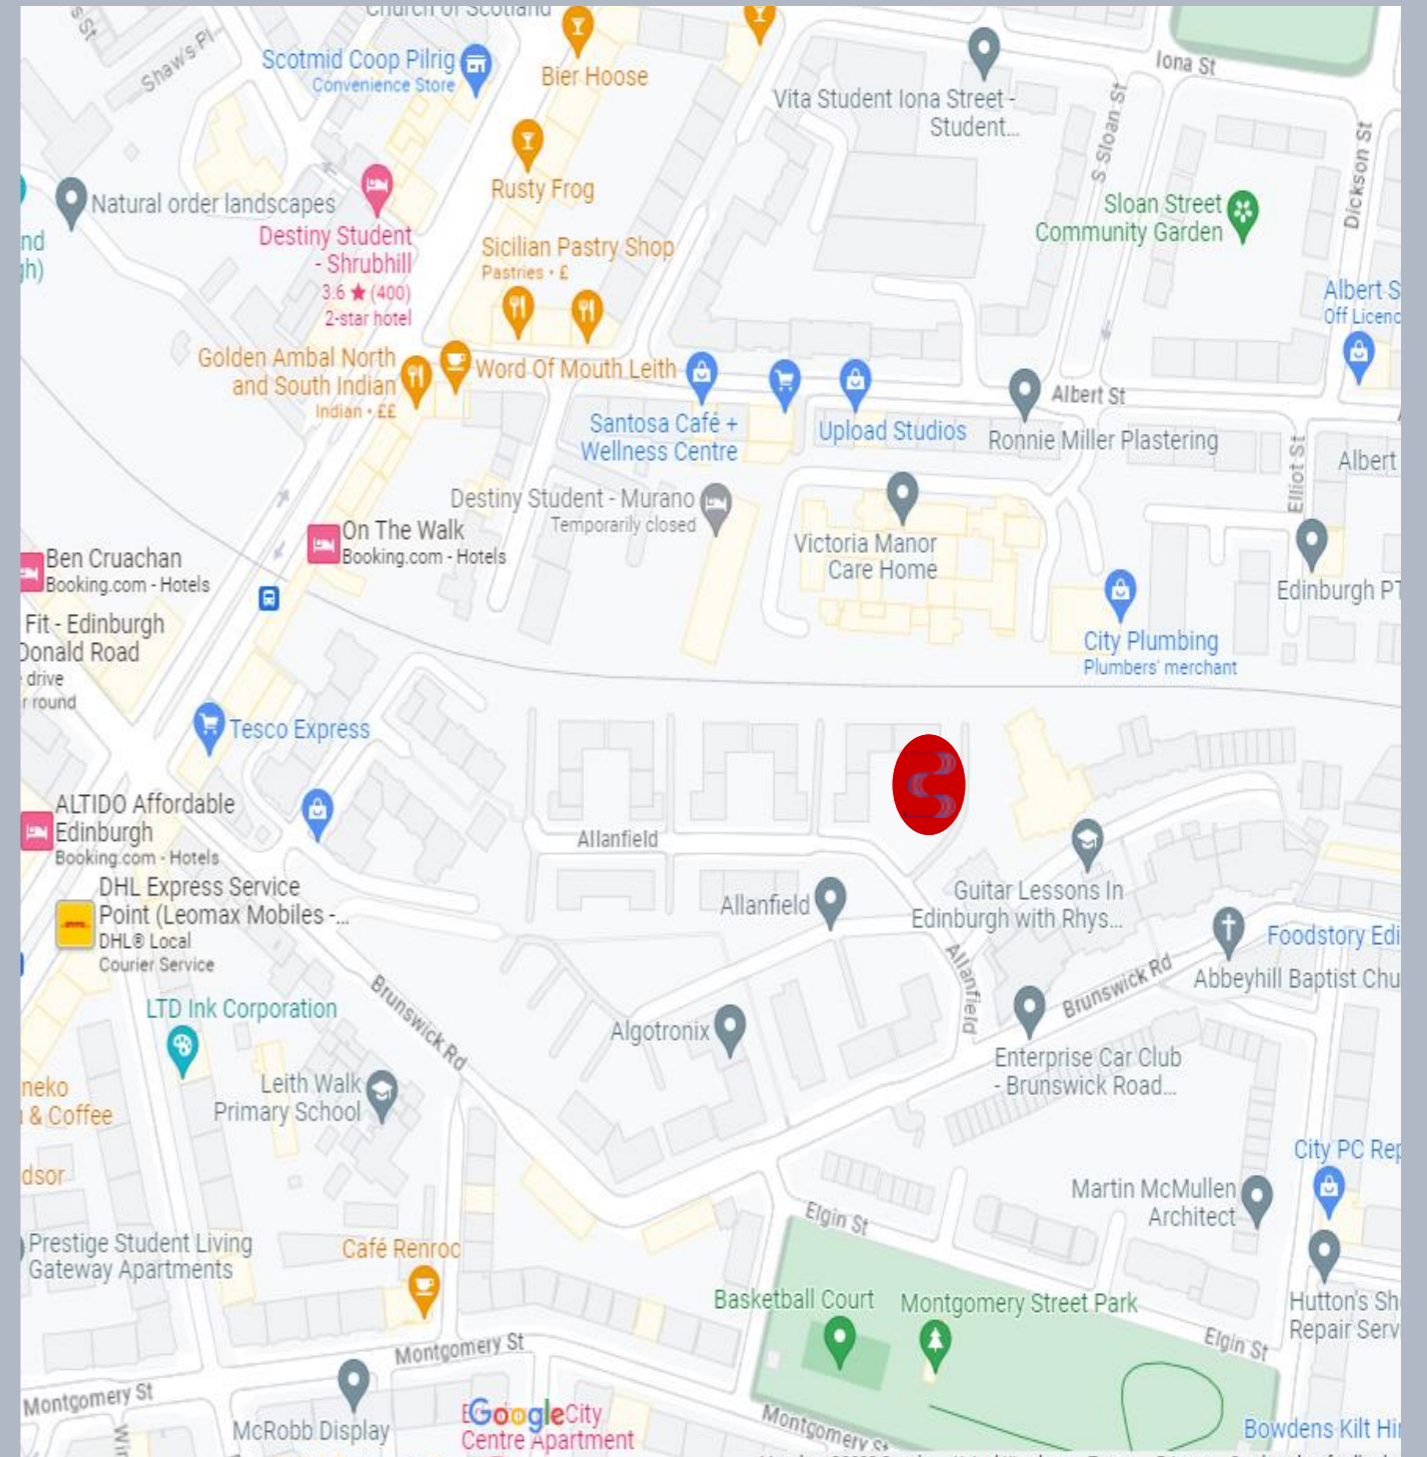 Church of Scotland
Shaw's Pl
Scotmid Coop Pilrig
Convenience Store
Bier Hoose
Iona St
Vita Student Iona Street -
Student...
S Sloan St
Dickson St
Rusty Frog
Natural order landscapes
Sloan Street
Community Garden
nd
gh)
Destiny Student
- Shrubhill
3.6 ★ (400)
2-star hotel
Sicilian Pastry Shop
Pastries • £
Albert S
Off Licenc
Golden Ambal North
and South Indian
Indian • ££
Word Of Mouth Leith
Albert St
Santosa Café +
Wellness Centre
Upload Studios
Ronnie Miller Plastering
Elliot St
Albert
Destiny Student - Murano
Temporarily closed
On The Walk
Booking.com - Hotels
Victoria Manor
Care Home
Ben Cruachan
Booking.com - Hotels
Edinburgh PT
Fit - Edinburgh
Donald Road
drive
r round
City Plumbing
Plumbers' merchant
Tesco Express
ALTIDO Affordable
Edinburgh
Booking.com - Hotels
Allanfield
DHL Express Service
Point (Leomax Mobiles -...
DHL® Local
Courier Service
Allanfield
Guitar Lessons In
Edinburgh with Rhys...
Foodstory Edi
Abbeyhill Baptist Chu
Allanfield
Brunswick Rd
Brunswick Rd
LTD Ink Corporation
Algotronix
Enterprise Car Club
- Brunswick Road...
neko
& Coffee
Leith Walk
Primary School
City PC Rep
dsor
Martin McMullen
Architect
Elgin St
Prestige Student Living
Gateway Apartments
Café Renroc
Basketball Court
Montgomery Street Park
Hutton's Sh
Repair Serv
Elgin St
Montgomery St
Montgomery St
McRobb Display
Google
City
Centre Apartment
Montgomery St
Bowdens Kilt Hi